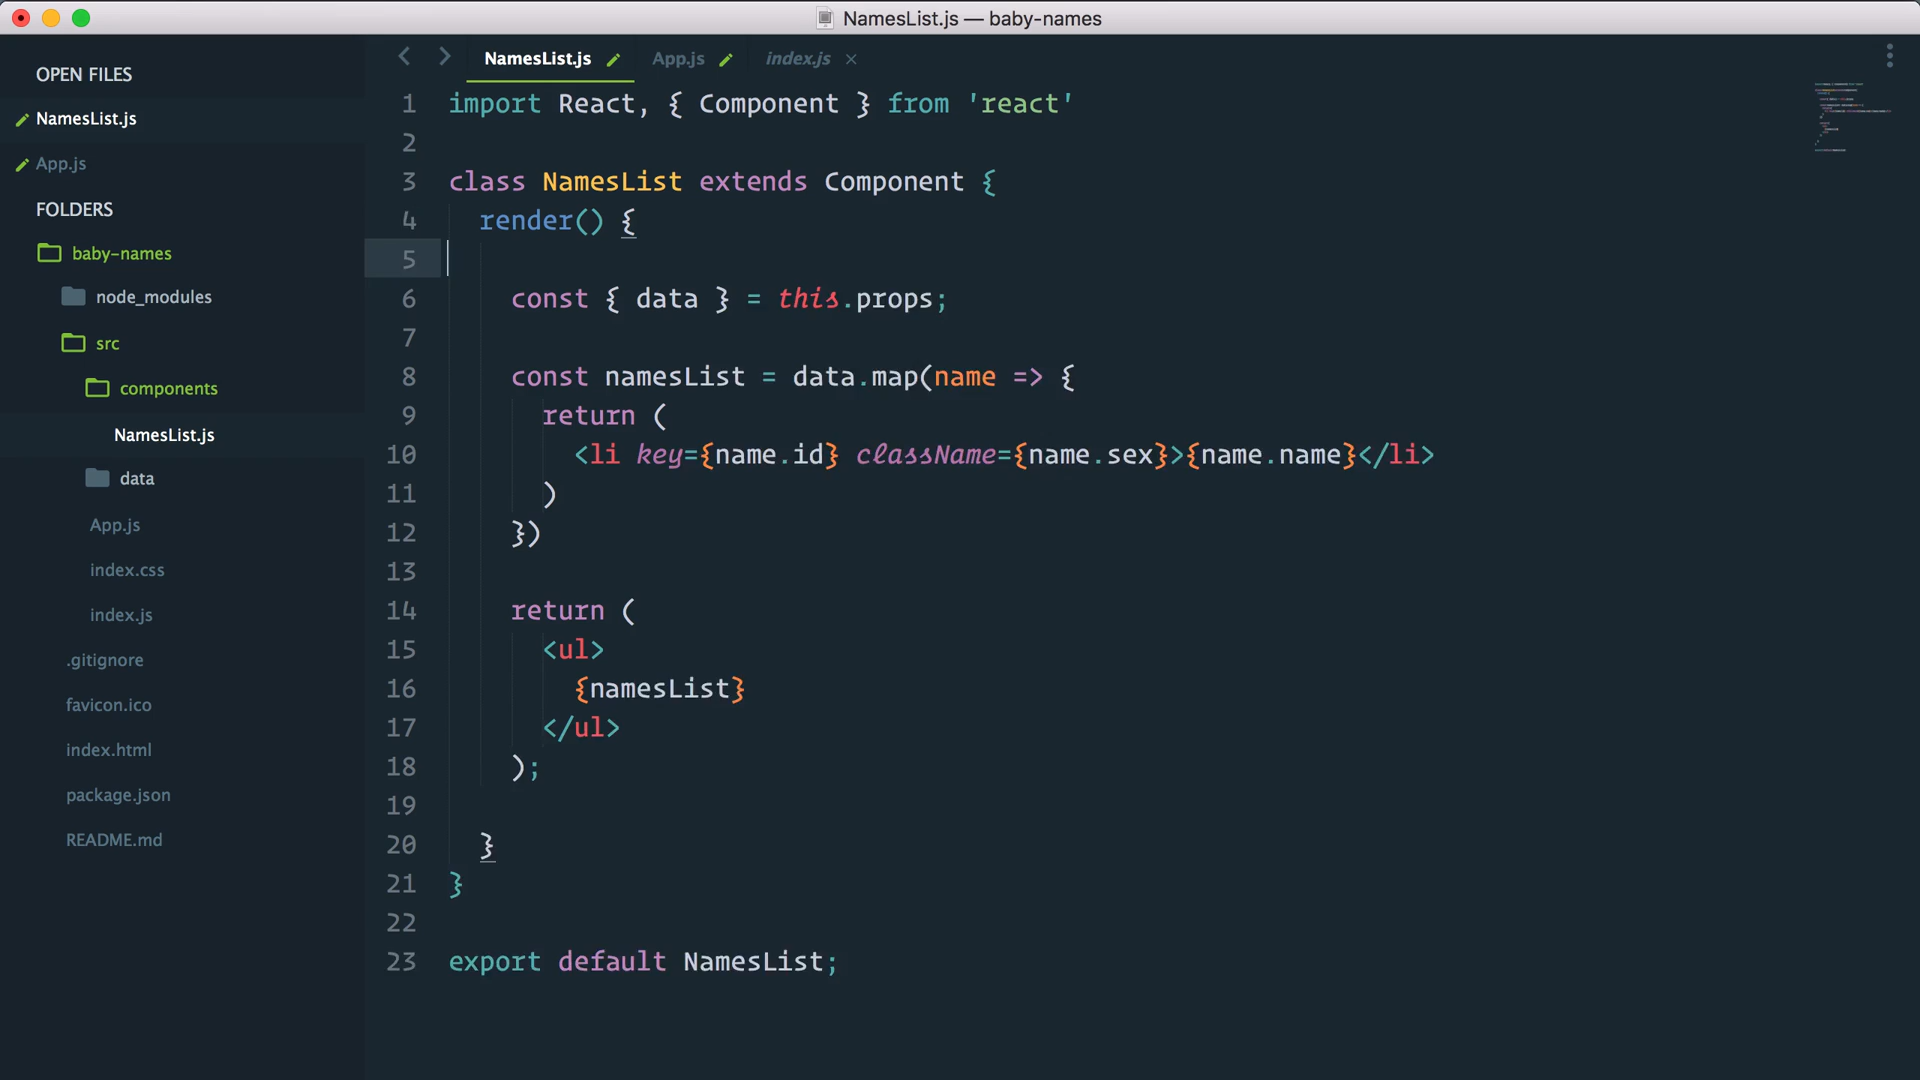 NamesList.js — baby-names
OPEN FILES
NamesList.js
App.js
FOLDERS
baby-names
node_modules
src
components
NamesList.js
data
App.js
index.css
index.js
.gitignore
favicon.ico
index.html
package.json
README.md
NamesList.js App.js index.js
1 import React, { Component } from 'react'
2
3 class NamesList extends Component {
4   render() {
5
6     const { data } = this.props;
7
8     const namesList = data.map(name => {
9       return (
10         <li key={name.id} className={name.sex}>{name.name}</li>
11       )
12     })
13
14     return (
15       <ul>
16         {namesList}
17       </ul>
18     );
19
20   }
21 }
22
23 export default NamesList;